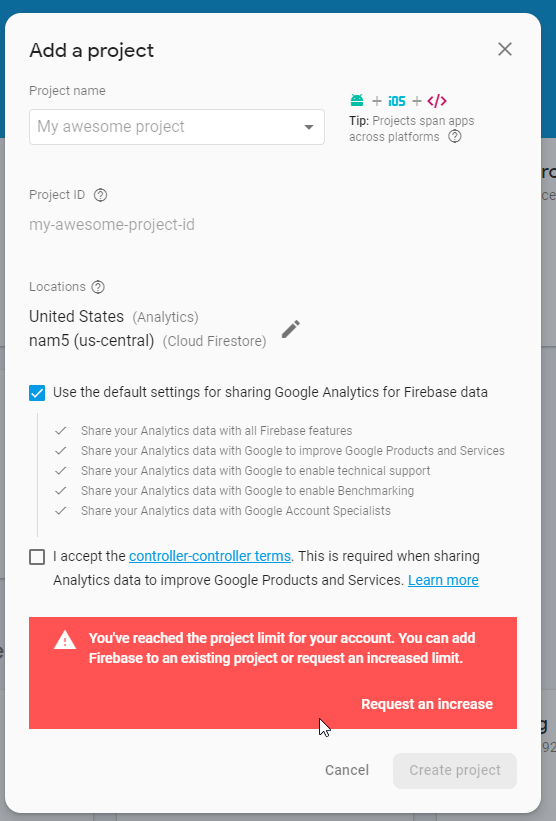 Add a project
Project name
My awesome project
+ iOS + </>
Tip: Projects span apps
across platforms
Project ID
my-awesome-project-id
Locations
United States (Analytics)
nam5 (us-central) (Cloud Firestore)
Use the default settings for sharing Google Analytics for Firebase data
Share your Analytics data with all Firebase features
Share your Analytics data with Google to improve Google Products and Services
Share your Analytics data with Google to enable technical support
Share your Analytics data with Google to enable Benchmarking
Share your Analytics data with Google Account Specialists
I accept the controller-controller terms. This is required when sharing
Analytics data to improve Google Products and Services. Learn more
You've reached the project limit for your account. You can add
Firebase to an existing project or request an increased limit.
Request an increase
Cancel
Create project